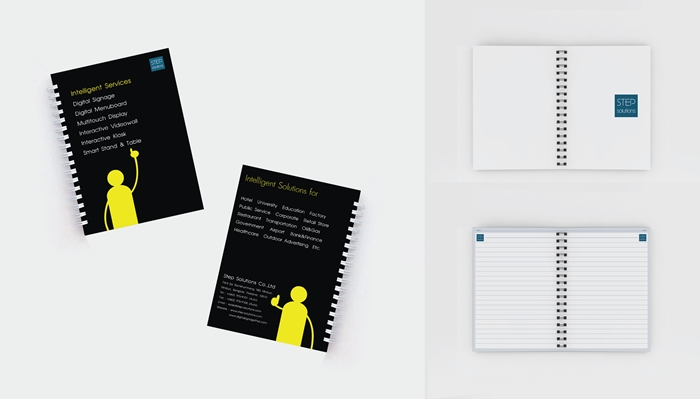 STEP
solutions
Intelligent Services
Digital Signage
Digital Menuboard
Multitouch Display
Interactive Videowall
Interactive Kiosk
Smart Stand & Table
Intelligent Solutions for
Hotel University Education Factory
Public Service Corporate Retail Store
Restaurant Transportation Oil&Gas
Government Airport Bank&Finance
Healthcare Outdoor Advertising Etc.
Step Solutions Co.,Ltd
STEP
solutions